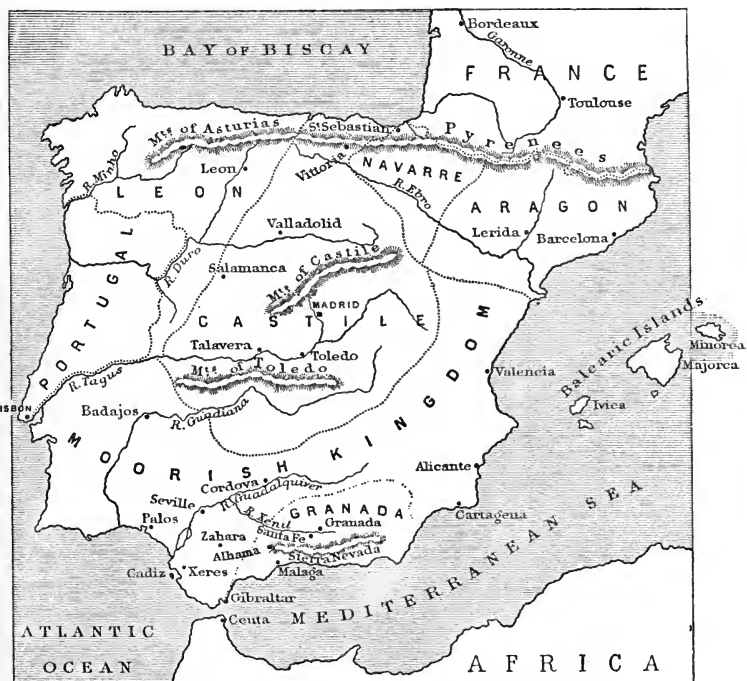 Bordeaux
Garonne
BAY OF BISCAY
FRANCE
Toulouse
Mts of Asturias
St Sebastian
Pyrenees
R. Minho
Leon
Vittoria
NAVARRE
LEON
R. Ebro
ARAGON
Valladolid
Lerida
Barcelona
PORTUGAL
R. Duro
Salamanca
Mts of Castile
MADRID
CASTILE
Talavera
Toledo
Mts of Toledo
R. Tagus
ISBON
Badajos
R. Guadiana
Valencia
Balearic Islands
Minorca
Majorca
Ivica
MOORISH KINGDOM
Alicante
Cordova
R. Guadalquiver
Seville
GRANADA
Cartagena
Palos
R. Xenil
Granada
Santa Fe
Zahara
Alhama
Sierra Nevada
Cadiz
Xeres
Malaga
Gibraltar
Ceuta
MEDITERRANEAN SEA
ATLANTIC
OCEAN
AFRICA